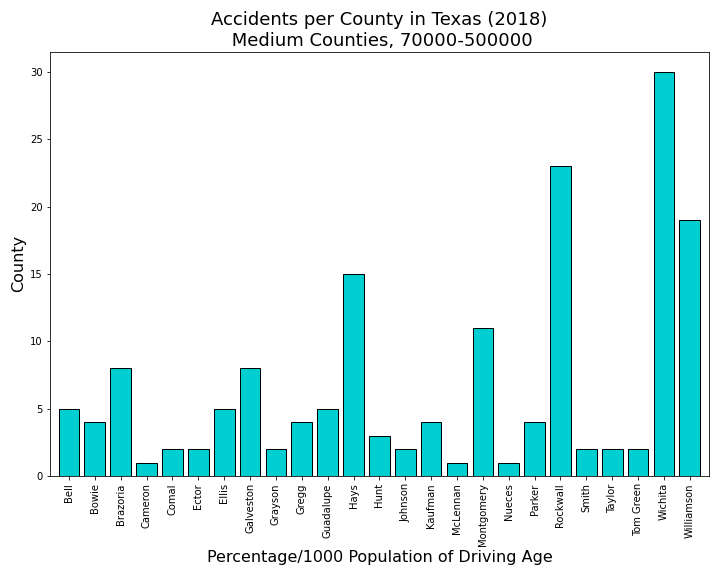 Accidents per County in Texas (2018)
Medium Counties, 70000-500000
County
30
25
20
15
10
5
0
Bell
Bowie
Brazoria
Cameron
Comal
Ector
Ellis
Galveston
Grayson
Gregg
Guadalupe
Hays
Hunt
Johnson
Kaufman
McLennan
Montgomery
Nueces
Parker
Rockwall
Smith
Taylor
Tom Green
Wichita
Williamson
Percentage/1000 Population of Driving Age